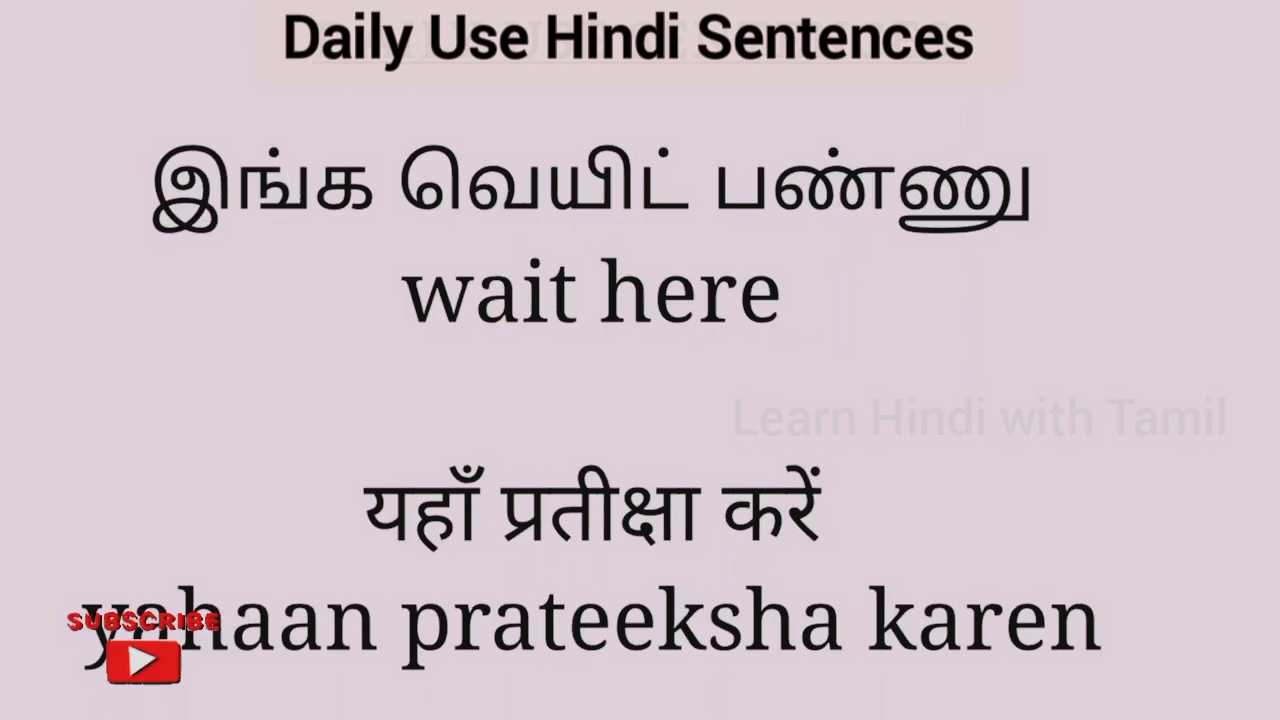 Daily Use Hindi Sentences
இங்க வெயிட் பண்ணு
wait here
Learn Hindi with Tamil
यहाँ प्रतीक्षा करें
yahaan prateeksha karen
SUBSCRIBE